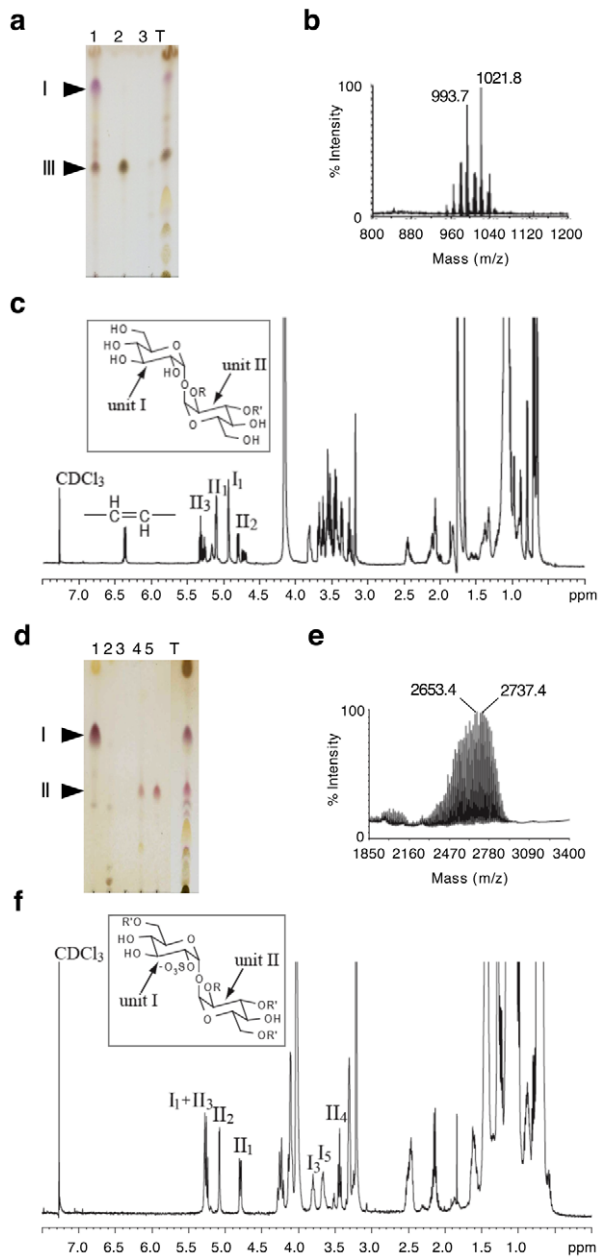 a
1 2 3 T
I
III
b
100
% Intensity
0
993.7
1021.8
800 880 960 1040 1120 1200
Mass (m/z)
c
HO
HO
HO
O
HO
O
OR
unit I
unit II
OR'
OH
O
OH
CDCl3
H
C=C
H
II3
II1
I1
II2
7.0 6.5 6.0 5.5 5.0 4.5 4.0 3.5 3.0 2.5 2.0 1.5 1.0 ppm
d
1 2 3 4 5 T
I
II
e
100
% Intensity
0
2653.4
2737.4
1850 2160 2470 2780 3090 3400
Mass (m/z)
f
R'O
HO
HO
O
-O3SO
O
OR
unit I
unit II
OR'
OH
O
OR'
CDCl3
I1+II3
II2
II1
I3
I5
II4
7.0 6.5 6.0 5.5 5.0 4.5 4.0 3.5 3.0 2.5 2.0 1.5 1.0 ppm